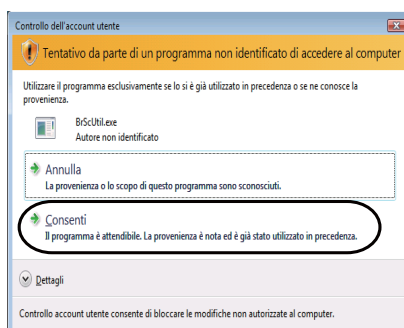 Controllo dell'account utente
Tentativo da parte di un programma non identificato di accedere al computer
Utilizzare il programma esclusivamente se lo si è già utilizzato in precedenza o se ne conosce la
provenienza.
BrScUtil.exe
Autore non identificato
Annulla
La provenienza o lo scopo di questo programma sono sconosciuti.
Consenti
Il programma è attendibile. La provenienza è nota ed è già stato utilizzato in precedenza.
Dettagli
Controllo account utente consente di bloccare le modifiche non autorizzate al computer.